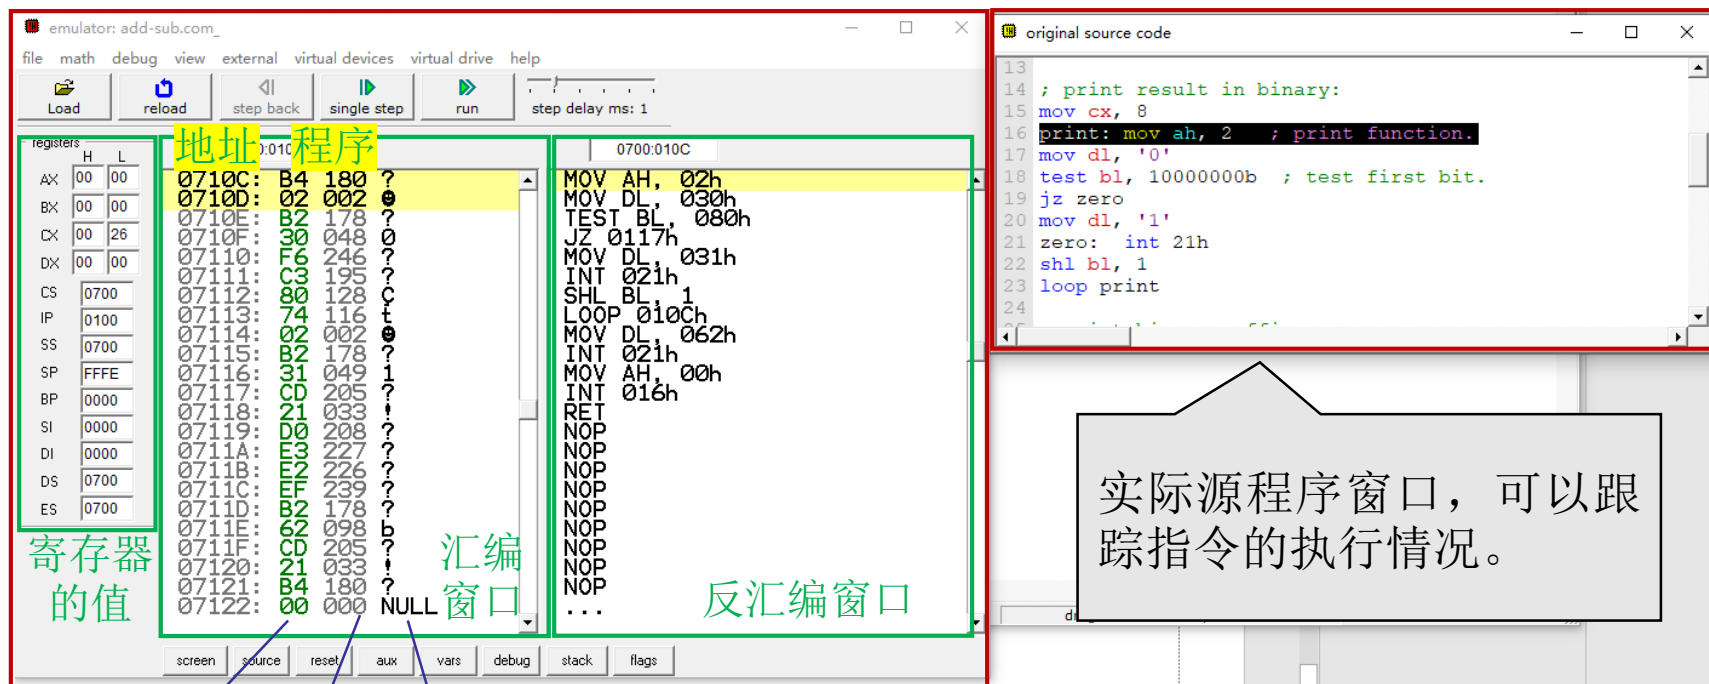 emulator: add-sub.com_
file math debug view external virtual devices virtual drive help
Load reload step back single step run step delay ms: 1
registers
H L
AX 00 00
BX 00 00
CX 00 26
DX 00 00
CS 0700
IP 0100
SS 0700
SP FFFE
BP 0000
SI 0000
DI 0000
DS 0700
ES 0700
寄存器
的值
地址 程序
0710C: B4 180 ?
0710D: 02 002 ☻
0710E: B2 178 ?
0710F: 30 048 0
07110: F6 246 ?
07111: C3 195 ?
07112: 80 128 Ç
07113: 74 116 t
07114: 02 002 ☻
07115: B2 178 ?
07116: 31 049 1
07117: CD 205 ?
07118: 21 033 !
07119: D0 208 ?
0711A: E3 227 ?
0711B: E2 226 ?
0711C: EF 239 ?
0711D: B2 178 ?
0711E: 62 098 b
0711F: CD 205 ?
07120: 21 033 !
07121: B4 180 ?
07122: 00 000 NULL
汇编
窗口
0700:010C
MOV AH, 02h
MOV DL, 030h
TEST BL, 080h
JZ 0117h
MOV DL, 031h
INT 021h
SHL BL, 1
LOOP 010Ch
MOV DL, 062h
INT 021h
MOV AH, 00h
INT 016h
RET
NOP
NOP
NOP
NOP
NOP
NOP
NOP
NOP
NOP
...
反汇编窗口
screen source reset aux vars debug stack flags
original source code
13
14 ; print result in binary:
15 mov cx, 8
16 print: mov ah, 2 ; print function.
17 mov dl, '0'
18 test bl, 10000000b ; test first bit.
19 jz zero
20 mov dl, '1'
21 zero: int 21h
22 shl bl, 1
23 loop print
24
实际源程序窗口，可以跟
踪指令的执行情况。